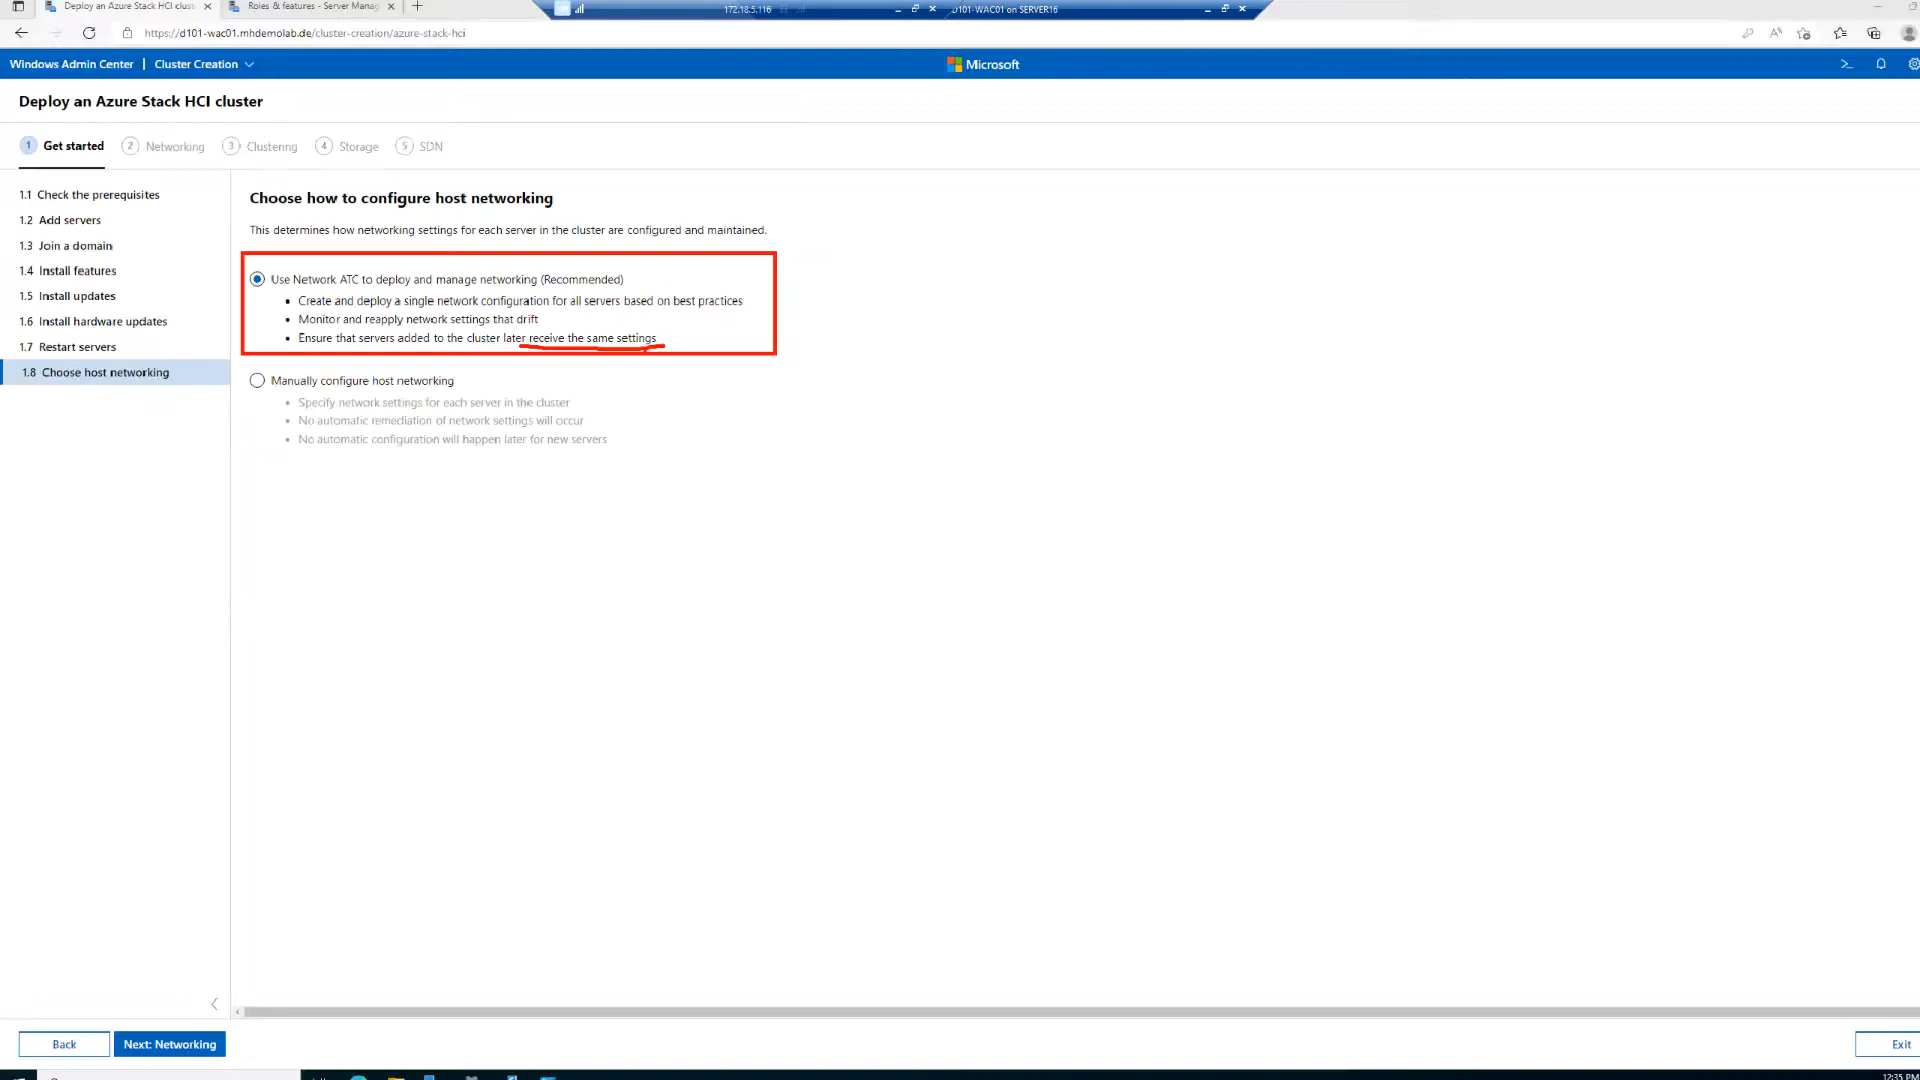 Deploy an Azure Stack HCI clust
Roles & features - Server Manag
172.18.5.116
D101-WAC01 on SERVER16
https://d101-wac01.mhdemolab.de/cluster-creation/azure-stack-hci
Windows Admin Center | Cluster Creation
Microsoft
Deploy an Azure Stack HCI cluster
1 Get started
2 Networking
3 Clustering
4 Storage
5 SDN
1.1 Check the prerequisites
1.2 Add servers
1.3 Join a domain
1.4 Install features
1.5 Install updates
1.6 Install hardware updates
1.7 Restart servers
1.8 Choose host networking
Choose how to configure host networking
This determines how networking settings for each server in the cluster are configured and maintained.
Use Network ATC to deploy and manage networking (Recommended)
• Create and deploy a single network configuration for all servers based on best practices
• Monitor and reapply network settings that drift
• Ensure that servers added to the cluster later receive the same settings
Manually configure host networking
• Specify network settings for each server in the cluster
• No automatic remediation of network settings will occur
• No automatic configuration will happen later for new servers
Back
Next: Networking
Exit
12:35 PM